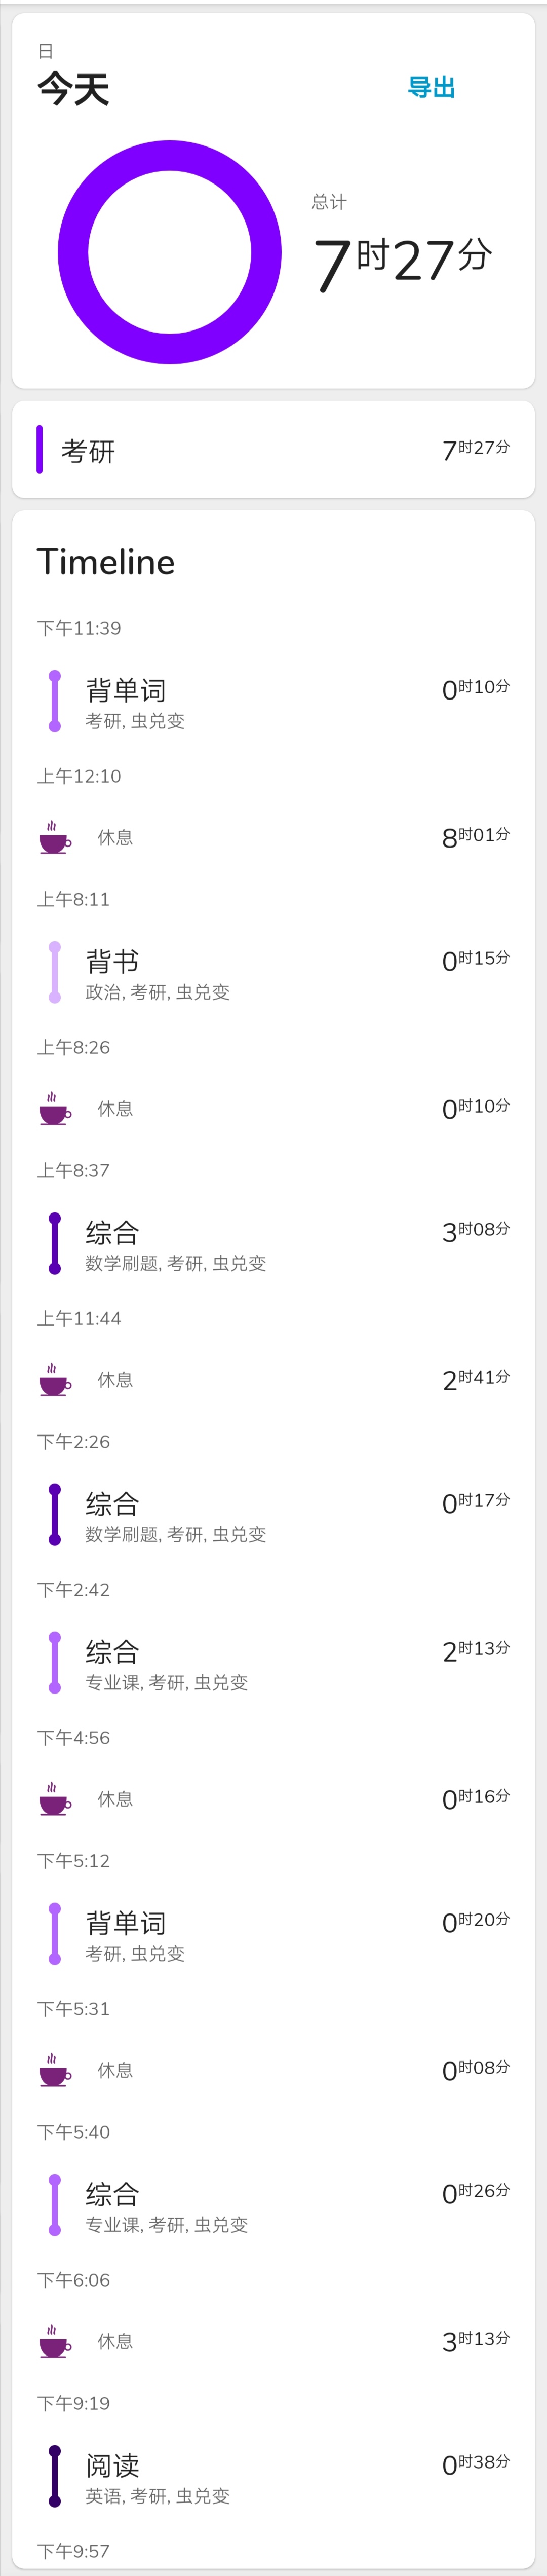 日
今天
导出
总计
7时27分
考研 7时27分
Timeline
下午11:39
背单词 0时10分
考研, 虫兑变
上午12:10
休息 8时01分
上午8:11
背书 0时15分
政治, 考研, 虫兑变
上午8:26
休息 0时10分
上午8:37
综合 3时08分
数学刷题, 考研, 虫兑变
上午11:44
休息 2时41分
下午2:26
综合 0时17分
数学刷题, 考研, 虫兑变
下午2:42
综合 2时13分
专业课, 考研, 虫兑变
下午4:56
休息 0时16分
下午5:12
背单词 0时20分
考研, 虫兑变
下午5:31
休息 0时08分
下午5:40
综合 0时26分
专业课, 考研, 虫兑变
下午6:06
休息 3时13分
下午9:19
阅读 0时38分
英语, 考研, 虫兑变
下午9:57